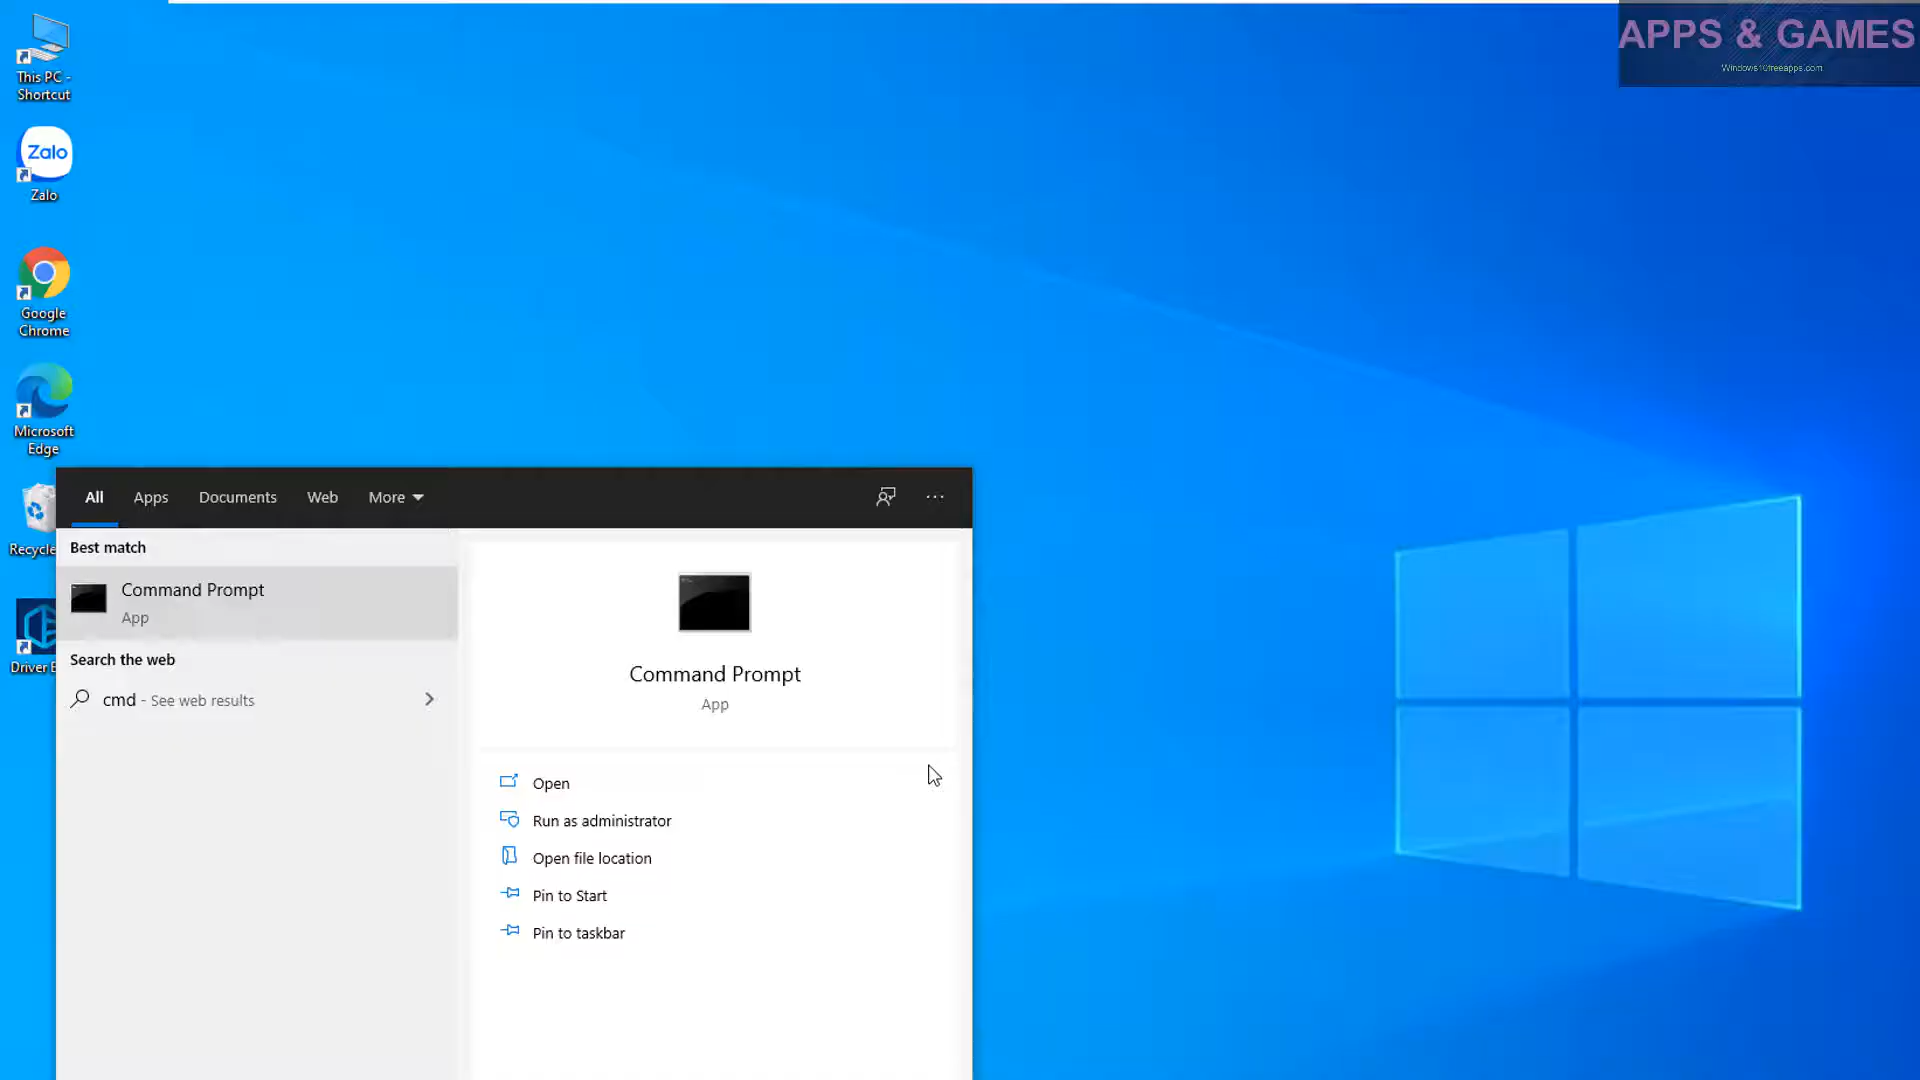 This PC -
Shortcut
Zalo
Zalo
Google
Chrome
Microsoft
Edge
Recycle
Driver
APPS & GAMES
Windows10freeapps.com
All
Apps
Documents
Web
More
Best match
Command Prompt
App
Search the web
cmd - See web results
Command Prompt
App
Open
Run as administrator
Open file location
Pin to Start
Pin to taskbar